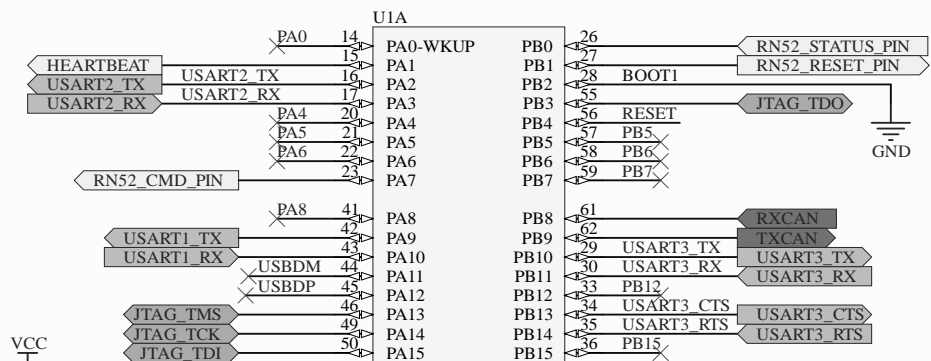 U1A
PA0 14 PA0-WKUP PB0 26 RN52_STATUS_PIN
HEARTBEAT 15 PA1 PB1 27 RN52_RESET_PIN
USART2_TX USART2_TX 16 PA2 PB2 28 BOOT1
USART2_RX USART2_RX 17 PA3 PB3 55 JTAG_TDO
PA4 20 PA4 PB4 56 RESET
PA5 21 PA5 PB5 57 PB5
PA6 22 PA6 PB6 58 PB6
GND
RN52_CMD_PIN 23 PA7 PB7 59 PB7
PA8 41 PA8 PB8 61 RXCAN
USART1_TX 42 PA9 PB9 62 TXCAN
USART1_RX 43 PA10 PB10 29 USART3_TX USART3_TX
USBDM 44 PA11 PB11 30 USART3_RX USART3_RX
USBDP 45 PA12 PB12 33 PB12
JTAG_TMS 46 PA13 PB13 34 USART3_CTS USART3_CTS
JTAG_TCK 49 PA14 PB14 35 USART3_RTS USART3_RTS
VCC
JTAG_TDI 50 PA15 PB15 36 PB15